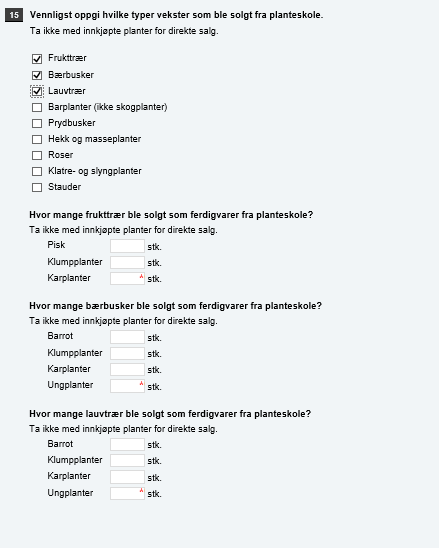 15 Vennligst oppgi hvilke typer vekster som ble solgt fra planteskole.
Ta ikke med innkjøpte planter for direkte salg.
Frukttrær
Bærbusker
Lauvtrær
Barplanter (ikke skogplanter)
Prydbusker
Hekk og masseplanter
Roser
Klatre- og slyngplanter
Stauder
Hvor mange frukttrær ble solgt som ferdigvarer fra planteskole?
Ta ikke med innkjøpte planter for direkte salg.
Pisk stk.
Klumpplanter stk.
Karplanter stk.
Hvor mange bærbusker ble solgt som ferdigvarer fra planteskole?
Ta ikke med innkjøpte planter for direkte salg.
Barrot stk.
Klumpplanter stk.
Karplanter stk.
Ungplanter stk.
Hvor mange lauvtrær ble solgt som ferdigvarer fra planteskole?
Ta ikke med innkjøpte planter for direkte salg.
Barrot stk.
Klumpplanter stk.
Karplanter stk.
Ungplanter stk.